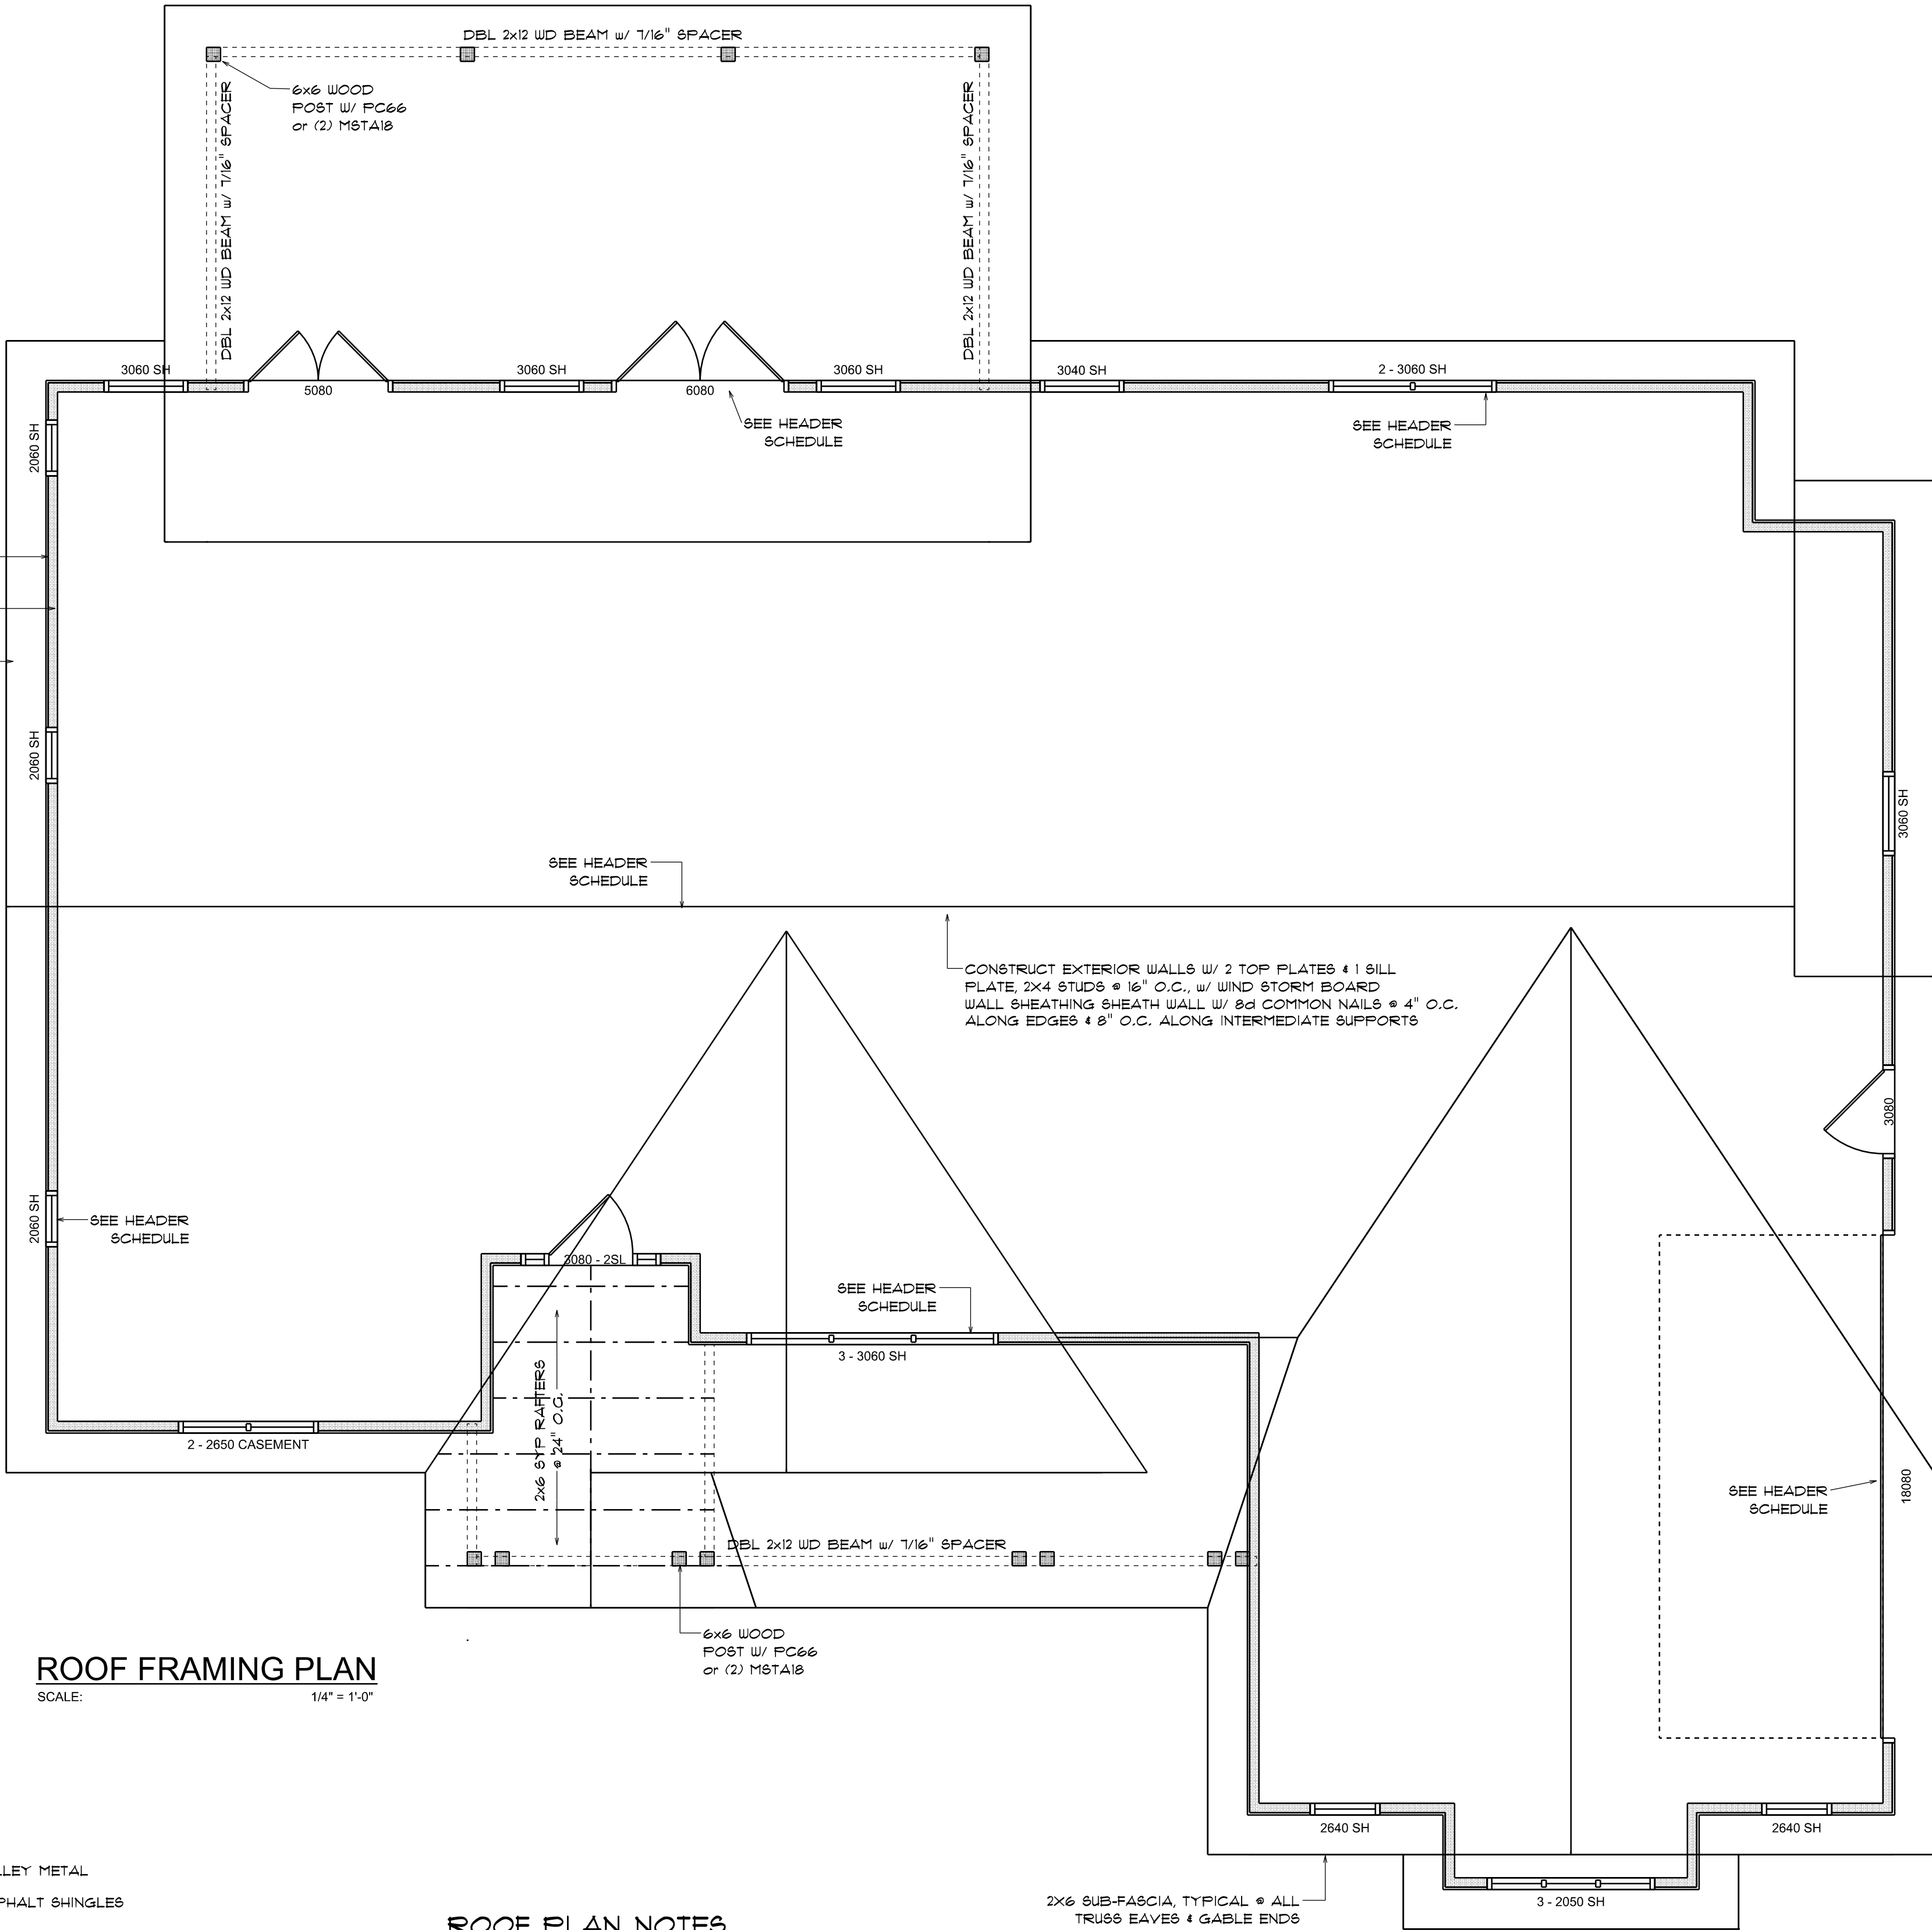 DBL 2x12 WD BEAM w/ 7/16" SPACER
6x6 WOOD
POST W/ PC66
or (2) MSTA18
DBL 2x12 WD BEAM w/ 7/16" SPACER
DBL 2x12 WD BEAM w/ 7/16" SPACER
3060 SH
5080
3060 SH
6080
3060 SH
3040 SH
2 - 3060 SH
SEE HEADER
SCHEDULE
SEE HEADER
SCHEDULE
2060 SH
2060 SH
3060 SH
SEE HEADER
SCHEDULE
CONSTRUCT EXTERIOR WALLS W/ 2 TOP PLATES & 1 SILL
PLATE, 2X4 STUDS @ 16" O.C., w/ WIND STORM BOARD
WALL SHEATHING SHEATH WALL W/ 8d COMMON NAILS @ 4" O.C.
ALONG EDGES & 8" O.C. ALONG INTERMEDIATE SUPPORTS
3080
2060 SH
SEE HEADER
SCHEDULE
3080 - 2SL
SEE HEADER
SCHEDULE
3 - 3060 SH
2x6 SYP RAFTERS
@ 24" O.C.
2 - 2650 CASEMENT
SEE HEADER
SCHEDULE
18080
DBL 2x12 WD BEAM w/ 7/16" SPACER
6x6 WOOD
POST W/ PC66
or (2) MSTA18
ROOF FRAMING PLAN
SCALE: 1/4" = 1'-0"
2640 SH
2640 SH
LLEY METAL
PHALT SHINGLES
2X6 SUB-FASCIA, TYPICAL @ ALL
TRUSS EAVES & GABLE ENDS
3 - 2050 SH
ROOF PLAN NOTES